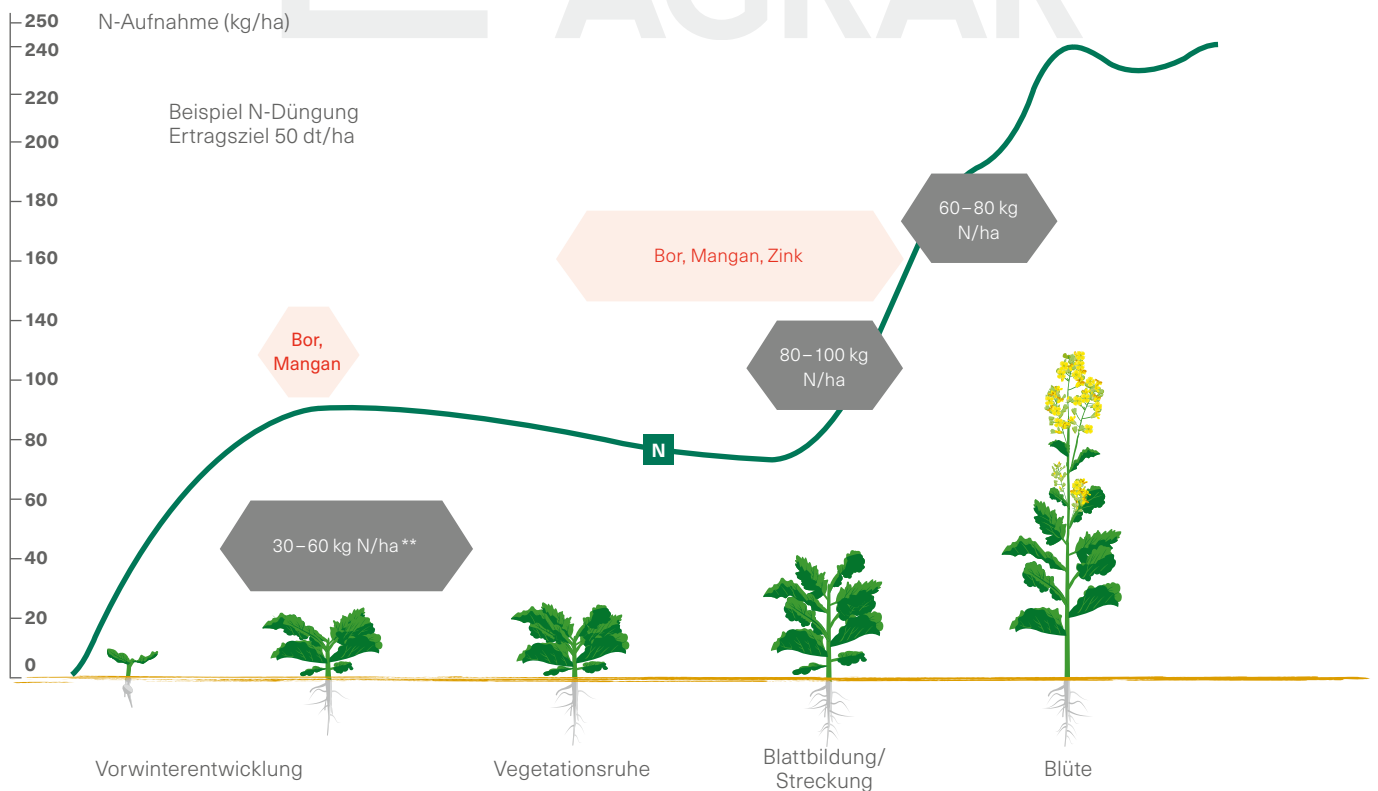 AGRAR
N-Aufnahme (kg/ha)
250
240
220
200
180
160
140
100
80
60
40
20
0
Beispiel N-Düngung
Ertragsziel 50 dt/ha
60–80 kg
N/ha
Bor, Mangan, Zink
Bor,
Mangan
80–100 kg
N/ha
N
30–60 kg N/ha**
Vorwinterentwicklung
Vegetationsruhe
Blattbildung/
Streckung
Blüte